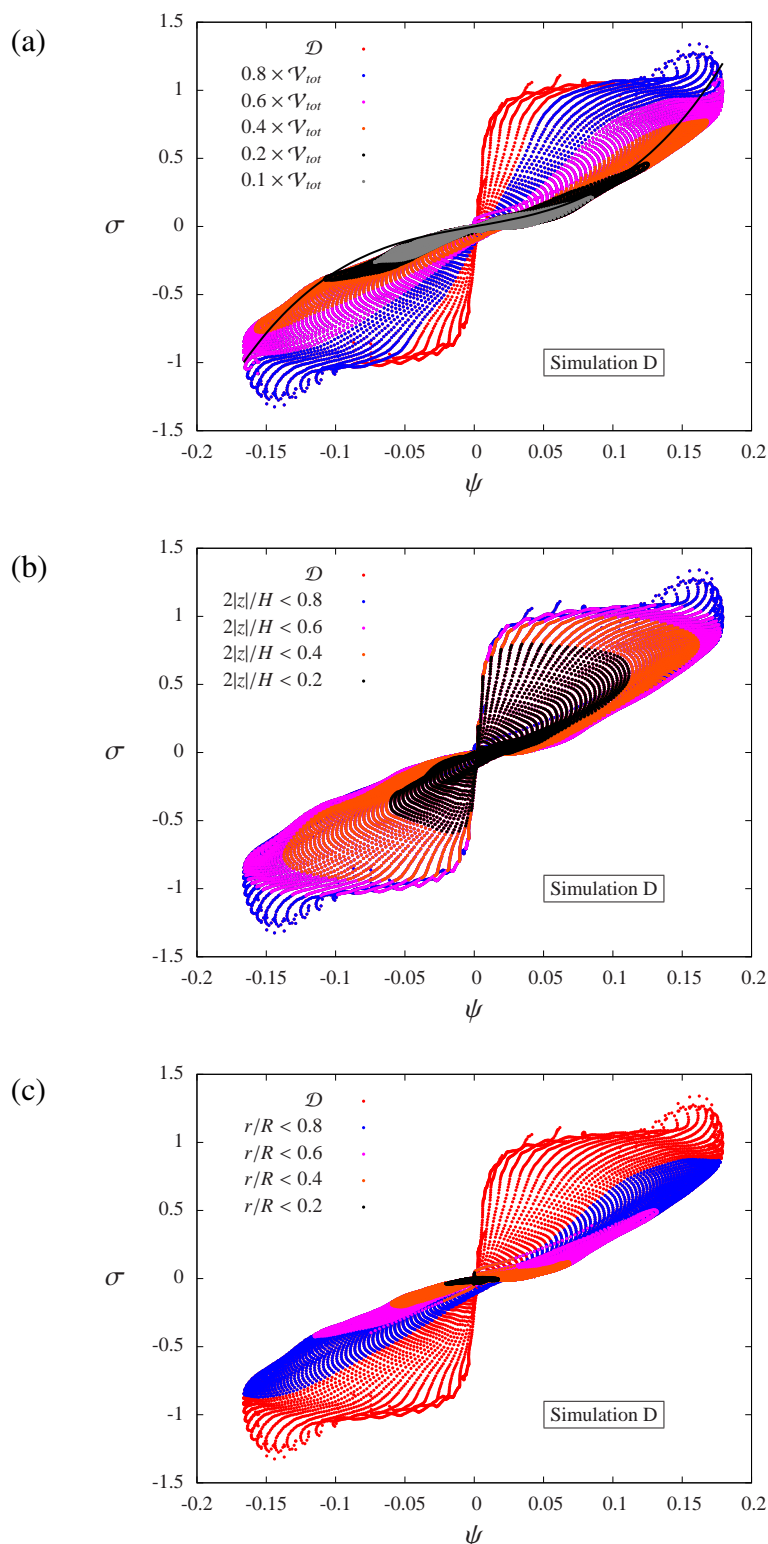 (a)
𝒟
0.8 × 𝒱tot
0.6 × 𝒱tot
0.4 × 𝒱tot
0.2 × 𝒱tot
0.1 × 𝒱tot
1.5
1
0.5
0
-0.5
-1
-1.5
σ
Simulation D
-0.2 -0.15 -0.1 -0.05 0 0.05 0.1 0.15 0.2
ψ
(b)
𝒟
2|z|/H < 0.8
2|z|/H < 0.6
2|z|/H < 0.4
2|z|/H < 0.2
1.5
1
0.5
0
-0.5
-1
-1.5
σ
Simulation D
-0.2 -0.15 -0.1 -0.05 0 0.05 0.1 0.15 0.2
ψ
(c)
𝒟
r/R < 0.8
r/R < 0.6
r/R < 0.4
r/R < 0.2
1.5
1
0.5
0
-0.5
-1
-1.5
σ
Simulation D
-0.2 -0.15 -0.1 -0.05 0 0.05 0.1 0.15 0.2
ψ